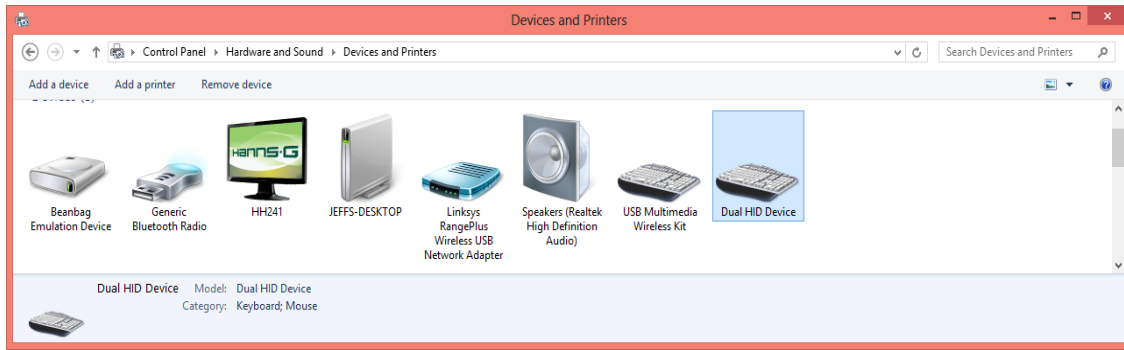 Devices and Printers
Control Panel Hardware and Sound Devices and Printers
Search Devices and Printers
Add a device Add a printer Remove device
HANNS·G
Beanbag
Emulation Device
Generic
Bluetooth Radio
HH241
JEFFS-DESKTOP
Linksys
RangePlus
Wireless USB
Network Adapter
Speakers (Realtek
High Definition
Audio)
USB Multimedia
Wireless Kit
Dual HID Device
Dual HID Device Model: Dual HID Device
Category: Keyboard; Mouse